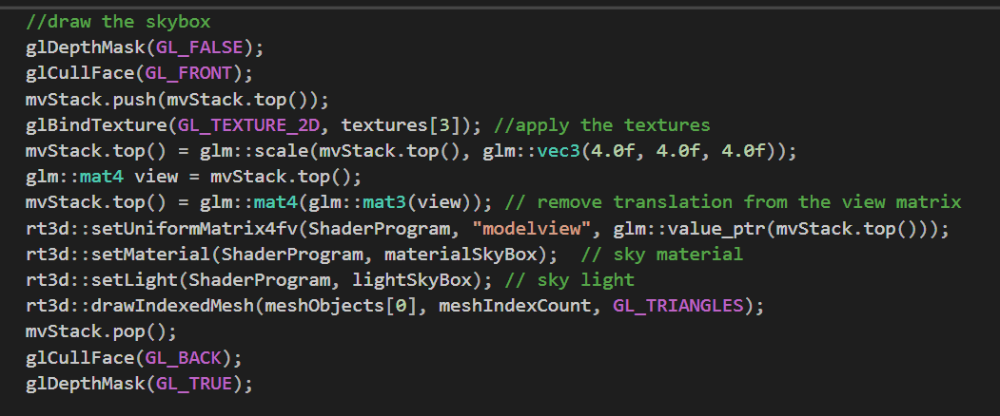 //draw the skybox
glDepthMask(GL_FALSE);
glCullFace(GL_FRONT);
mvStack.push(mvStack.top());
glBindTexture(GL_TEXTURE_2D, textures[3]); //apply the textures
mvStack.top() = glm::scale(mvStack.top(), glm::vec3(4.0f, 4.0f, 4.0f));
glm::mat4 view = mvStack.top();
mvStack.top() = glm::mat4(glm::mat3(view)); // remove translation from the view matrix
rt3d::setUniformMatrix4fv(ShaderProgram, "modelview", glm::value_ptr(mvStack.top()));
rt3d::setMaterial(ShaderProgram, materialSkyBox);  // sky material
rt3d::setLight(ShaderProgram, lightSkyBox); // sky light
rt3d::drawIndexedMesh(meshObjects[0], meshIndexCount, GL_TRIANGLES);
mvStack.pop();
glCullFace(GL_BACK);
glDepthMask(GL_TRUE);